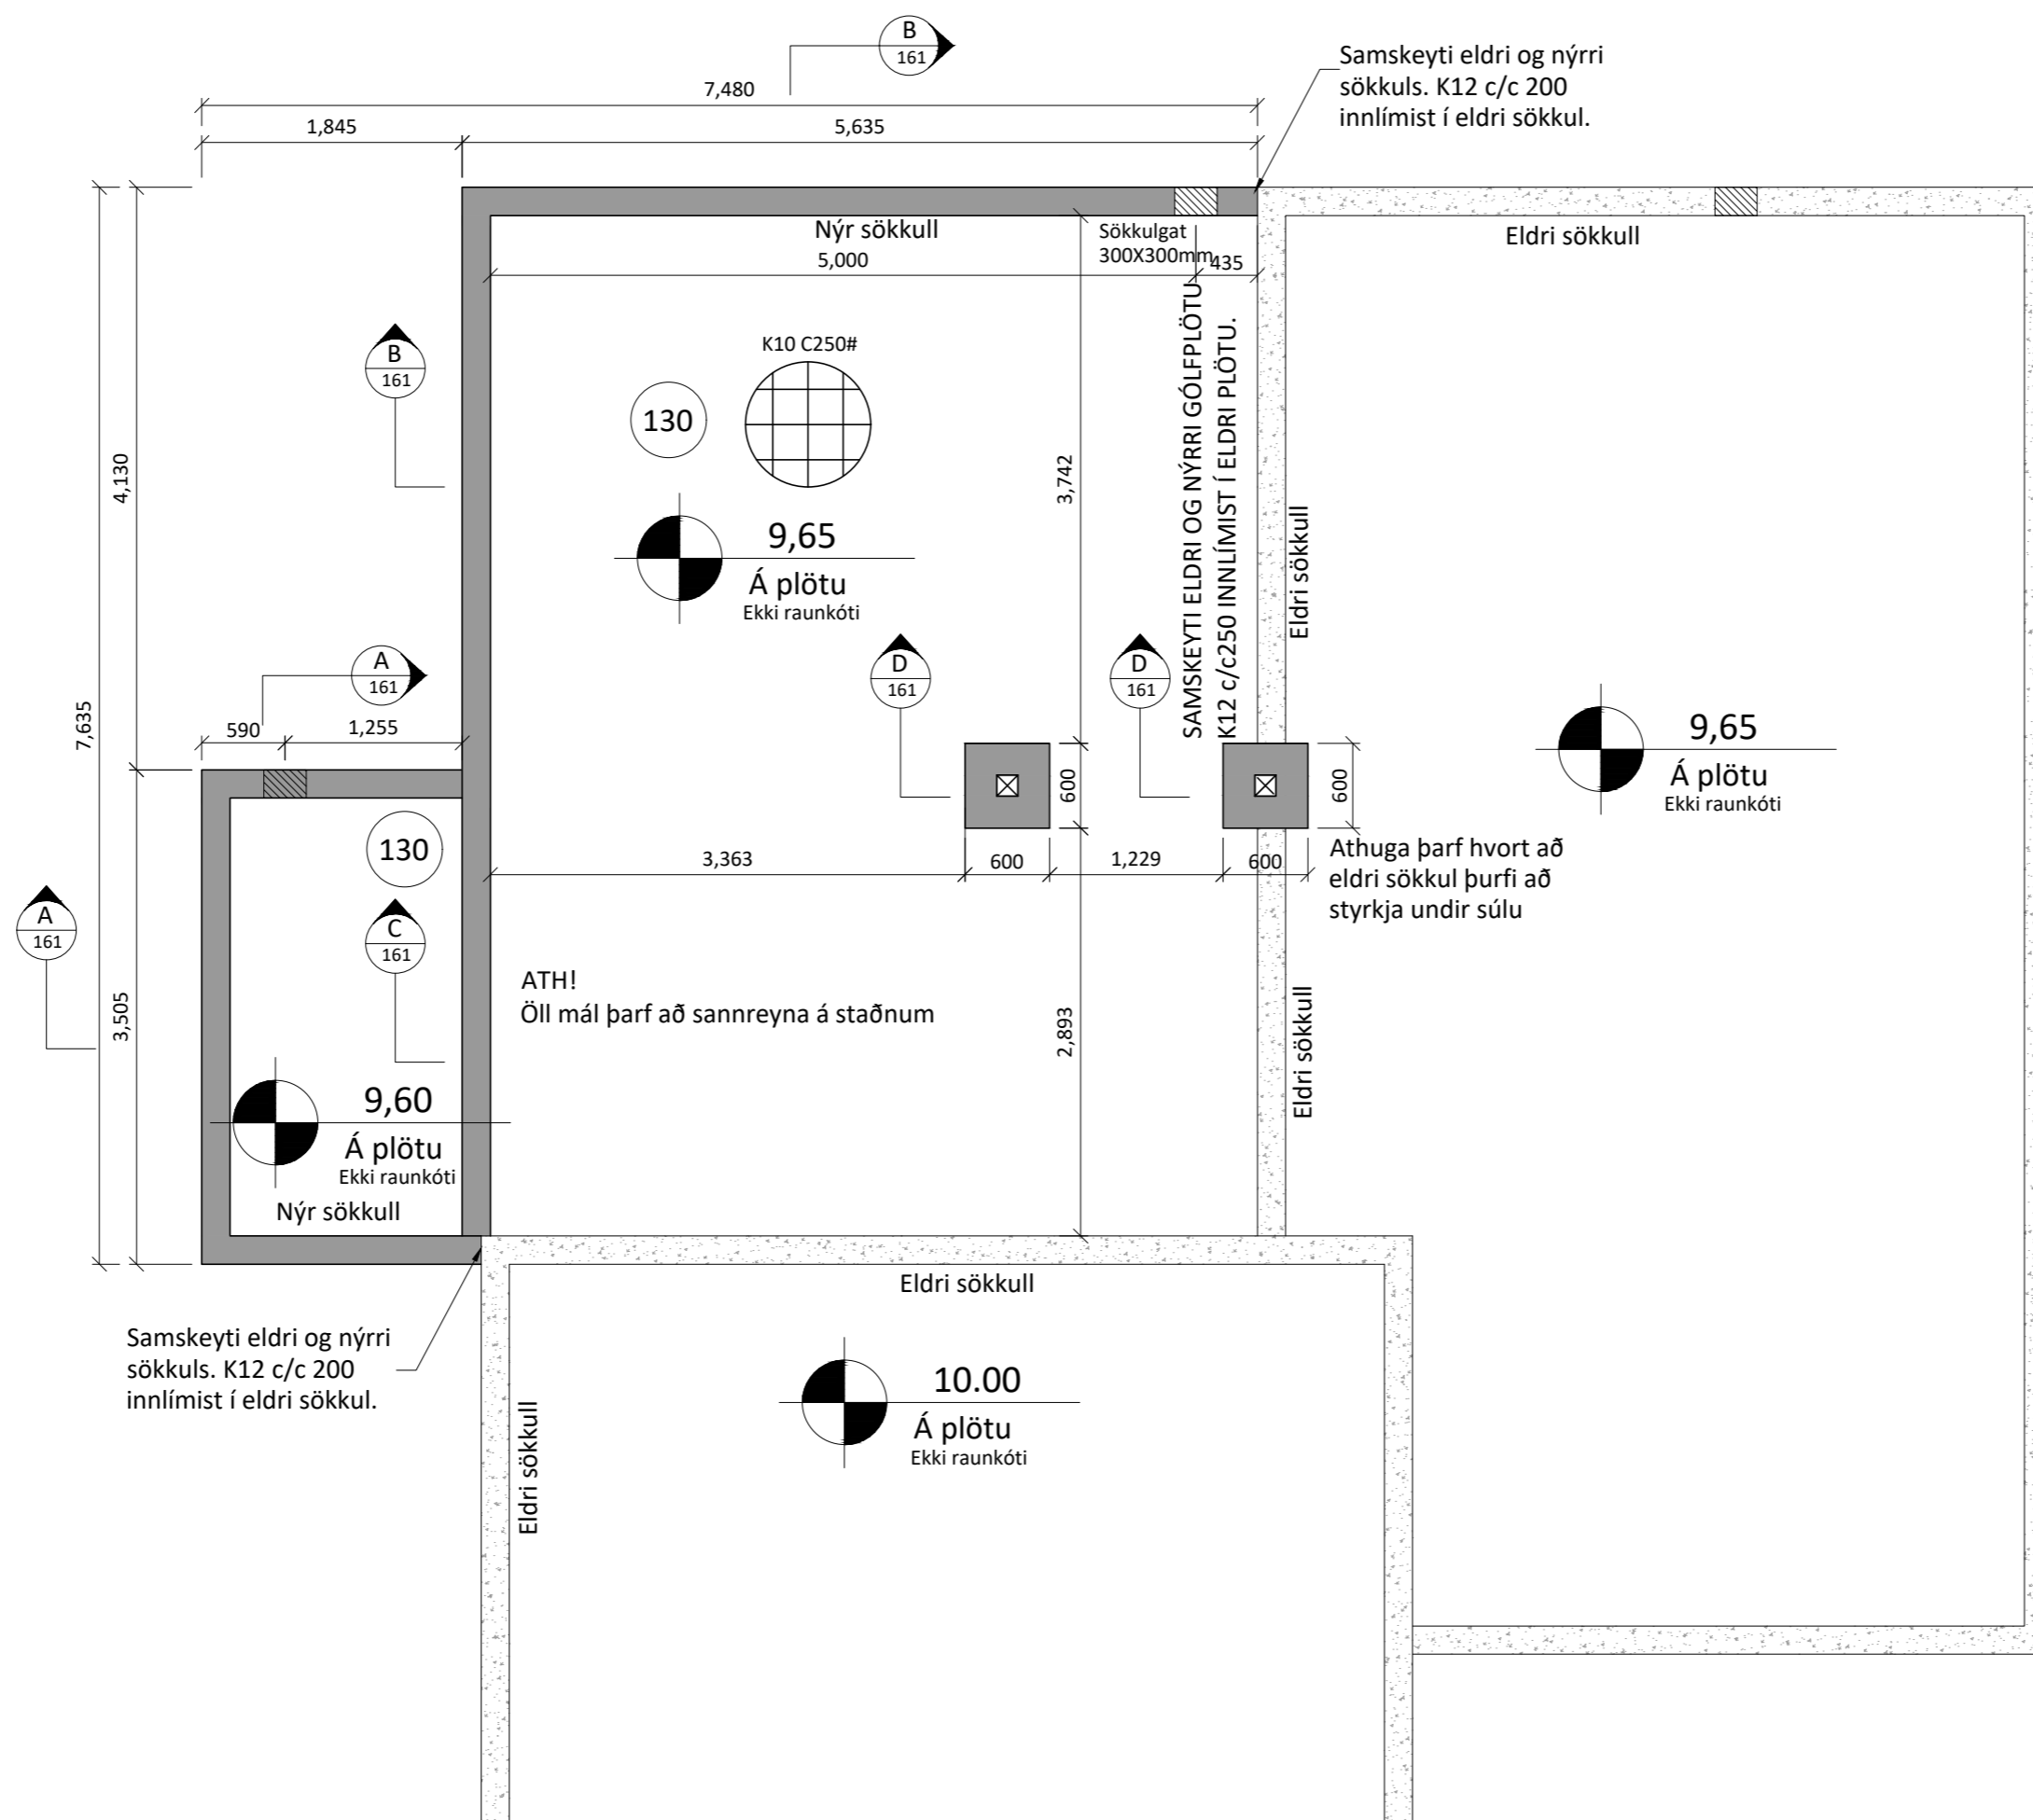 B
161
Samskeyti eldri og nýrri
sökkuls. K12 c/c 200
innlímist í eldri sökkul.
7,480
1,845
5,635
Nýr sökkull
Sökkulgat
300X300mm
5,000
435
Eldri sökkull
K10 C250#
130
B
161
4,130
7,635
3,742
SAMSKEYTI ELDRI OG NÝRRI GÓLFPLÖTU
K12 c/c250 INNLÍMIST Í ELDRI PLÖTU.
Eldri sökkull
9,65
Á plötu
Ekki raunkóti
A
161
D
161
D
161
590
1,255
9,65
Á plötu
Ekki raunkóti
600
600
130
3,363
600
1,229
600
Athuga þarf hvort að
eldri sökkul þurfi að
styrkja undir súlu
A
161
C
161
ATH!
Öll mál þarf að sannreyna á staðnum
3,505
2,893
Eldri sökkull
9,60
Á plötu
Ekki raunkóti
Nýr sökkull
Eldri sökkull
Samskeyti eldri og nýrri
sökkuls. K12 c/c 200
innlímist í eldri sökkul.
10.00
Á plötu
Ekki raunkóti
Eldri sökkull